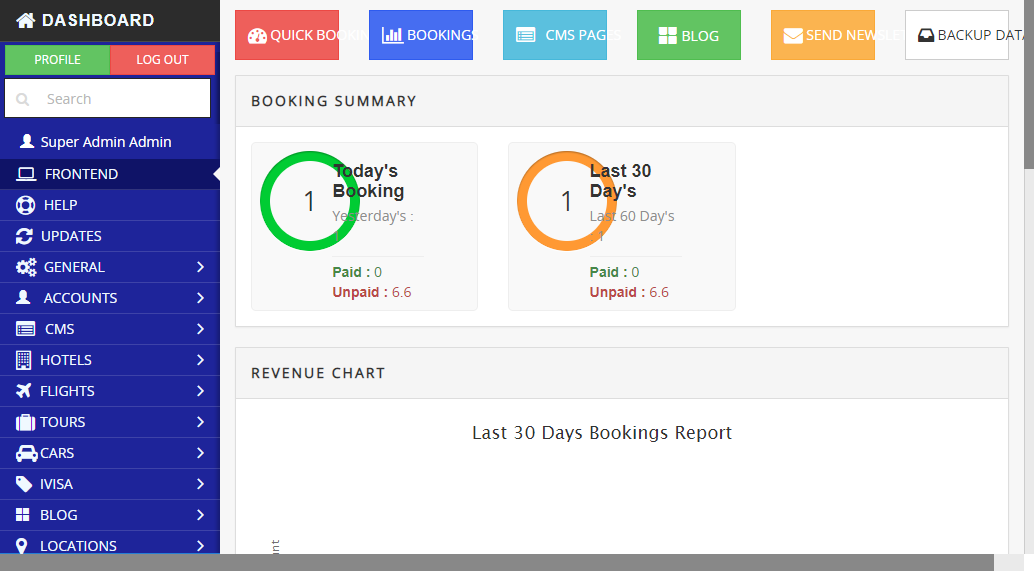 DASHBOARD
PROFILE
LOG OUT
Search
Super Admin Admin
FRONTEND
HELP
UPDATES
GENERAL
ACCOUNTS
CMS
HOTELS
FLIGHTS
TOURS
CARS
IVISA
BLOG
LOCATIONS
QUICK BOOKIN
BOOKINGS
CMS PAGES
BLOG
SEND NEWSLET
BACKUP DATA
BOOKING SUMMARY
1
Today's
Booking
Yesterday's :
Paid : 0
Unpaid : 6.6
1
Last 30
Day's
Last 60 Day's
: 1
Paid : 0
Unpaid : 6.6
REVENUE CHART
Last 30 Days Bookings Report